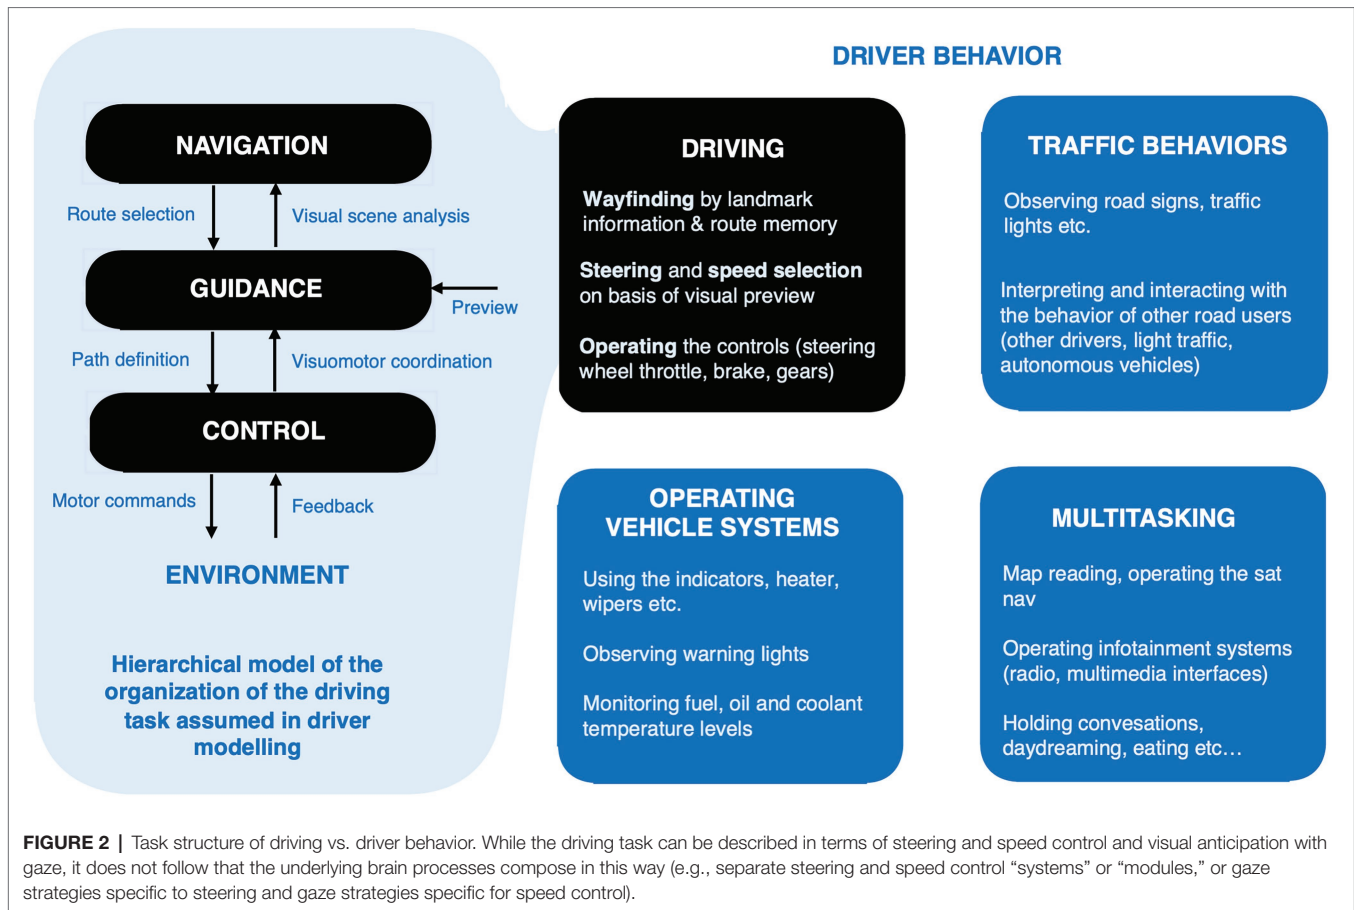 DRIVER BEHAVIOR
NAVIGATION
Route selection
Visual scene analysis
GUIDANCE
Preview
Path definition
Visuomotor coordination
CONTROL
Motor commands
Feedback
ENVIRONMENT
Hierarchical model of the
organization of the driving
task assumed in driver
modelling
DRIVING
Wayfinding by landmark
information & route memory
Steering and speed selection
on basis of visual preview
Operating the controls (steering
wheel throttle, brake, gears)
TRAFFIC BEHAVIORS
Observing road signs, traffic
lights etc.
Interpreting and interacting with
the behavior of other road users
(other drivers, light traffic,
autonomous vehicles)
OPERATING
VEHICLE SYSTEMS
Using the indicators, heater,
wipers etc.
Observing warning lights
Monitoring fuel, oil and coolant
temperature levels
MULTITASKING
Map reading, operating the sat
nav
Operating infotainment systems
(radio, multimedia interfaces)
Holding convesations,
daydreaming, eating etc…
FIGURE 2 | Task structure of driving vs. driver behavior. While the driving task can be described in terms of steering and speed control and visual anticipation with
gaze, it does not follow that the underlying brain processes compose in this way (e.g., separate steering and speed control “systems” or “modules,” or gaze
strategies specific to steering and gaze strategies specific for speed control).